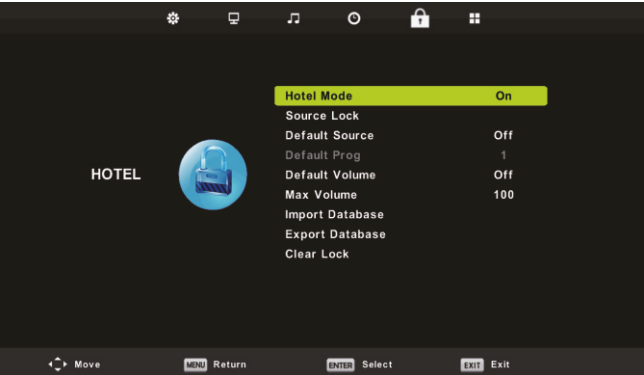 HOTEL
Hotel Mode On
Source Lock
Default Source Off
Default Prog 1
Default Volume Off
Max Volume 100
Import Database
Export Database
Clear Lock
Move MENU Return ENTER Select EXIT Exit